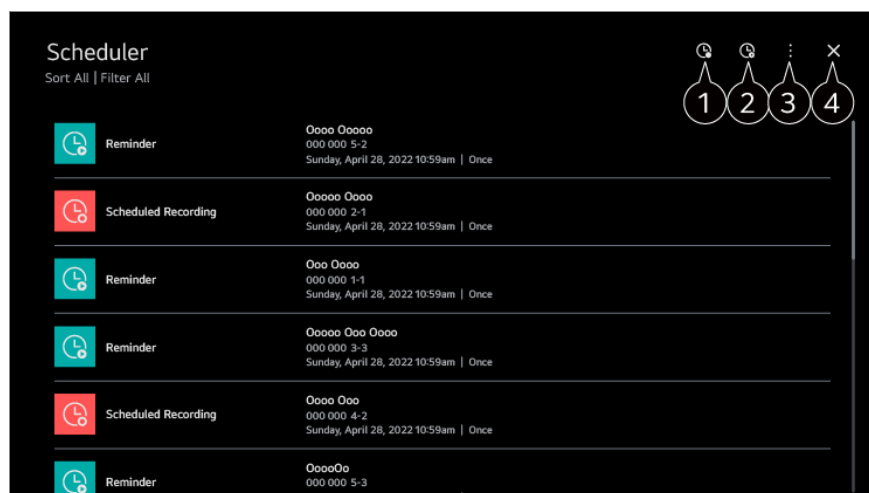 Scheduler
Sort All | Filter All
1 2 3 4
Reminder
Oooo Ooooo
000 000 5-2
Sunday, April 28, 2022 10:59am | Once
Scheduled Recording
Ooooo Oooo
000 000 2-1
Sunday, April 28, 2022 10:59am | Once
Reminder
Ooo Oooo
000 000 1-1
Sunday, April 28, 2022 10:59am | Once
Reminder
Ooooo Ooo Oooo
000 000 3-3
Sunday, April 28, 2022 10:59am | Once
Scheduled Recording
Oooo Ooo
000 000 4-2
Sunday, April 28, 2022 10:59am | Once
Reminder
OoooOo
000 000 5-3